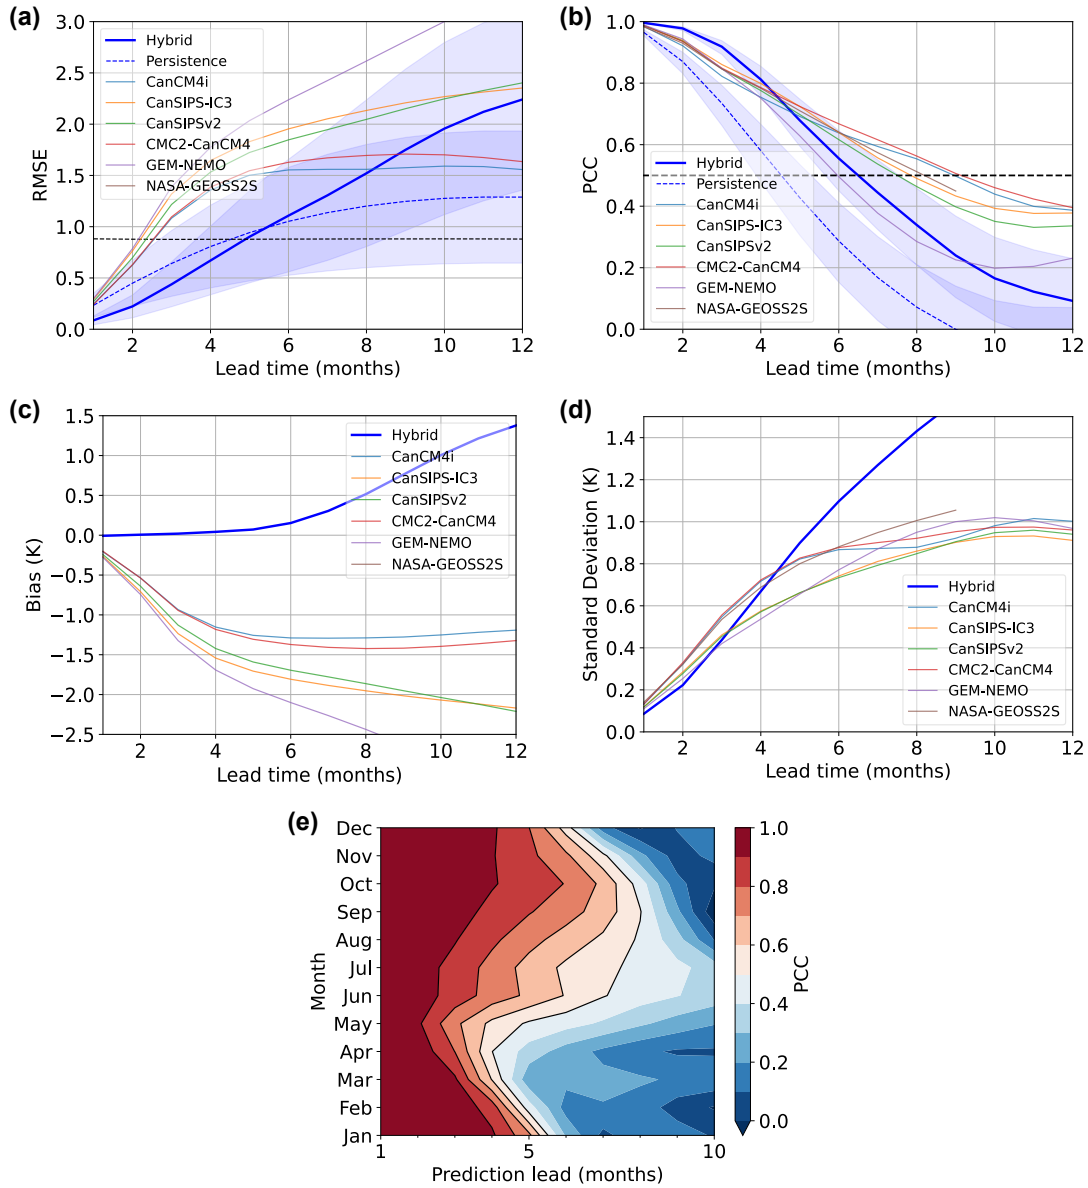 (a)
RMSE
3.0
2.5
2.0
1.5
1.0
0.5
0.0
Hybrid
Persistence
CanCM4i
CanSIPS-IC3
CanSIPSv2
CMC2-CanCM4
GEM-NEMO
NASA-GEOSS2S
2 4 6 8 10 12
Lead time (months)
(b)
PCC
1.0
0.8
0.6
0.4
0.2
0.0
Hybrid
Persistence
CanCM4i
CanSIPS-IC3
CanSIPSv2
CMC2-CanCM4
GEM-NEMO
NASA-GEOSS2S
2 4 6 8 10 12
Lead time (months)
(c)
Bias (K)
1.5
1.0
0.5
0.0
−0.5
−1.0
−1.5
−2.0
−2.5
Hybrid
CanCM4i
CanSIPS-IC3
CanSIPSv2
CMC2-CanCM4
GEM-NEMO
NASA-GEOSS2S
2 4 6 8 10 12
Lead time (months)
(d)
Standard Deviation (K)
1.4
1.2
1.0
0.8
0.6
0.4
0.2
0.0
Hybrid
CanCM4i
CanSIPS-IC3
CanSIPSv2
CMC2-CanCM4
GEM-NEMO
NASA-GEOSS2S
2 4 6 8 10 12
Lead time (months)
(e)
Month
Dec
Nov
Oct
Sep
Aug
Jul
Jun
May
Apr
Mar
Feb
Jan
1 5 10
Prediction lead (months)
1.0
0.8
0.6
0.4
0.2
0.0
PCC